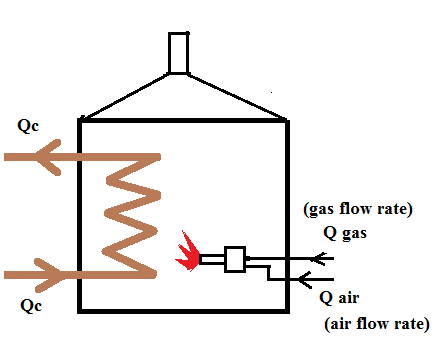 Qc
(gas flow rate)
Q gas
Qc
Q air
(air flow rate)